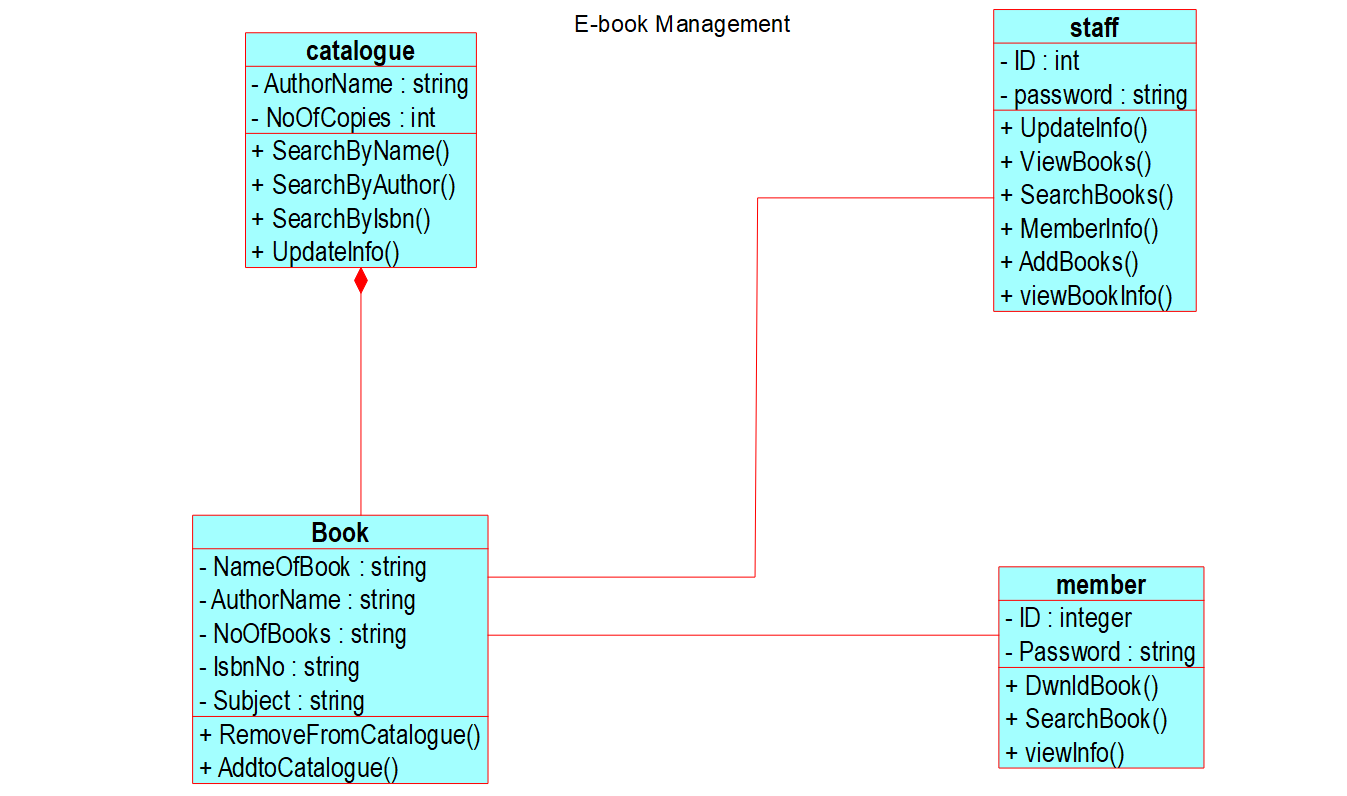 E-book Management
catalogue
- AuthorName : string
- NoOfCopies : int
+ SearchByName()
+ SearchByAuthor()
+ SearchByIsbn()
+ UpdateInfo()
staff
- ID : int
- password : string
+ UpdateInfo()
+ ViewBooks()
+ SearchBooks()
+ MemberInfo()
+ AddBooks()
+ viewBookInfo()
Book
- NameOfBook : string
- AuthorName : string
- NoOfBooks : string
- IsbnNo : string
- Subject : string
+ RemoveFromCatalogue()
+ AddtoCatalogue()
member
- ID : integer
- Password : string
+ DwnldBook()
+ SearchBook()
+ viewInfo()